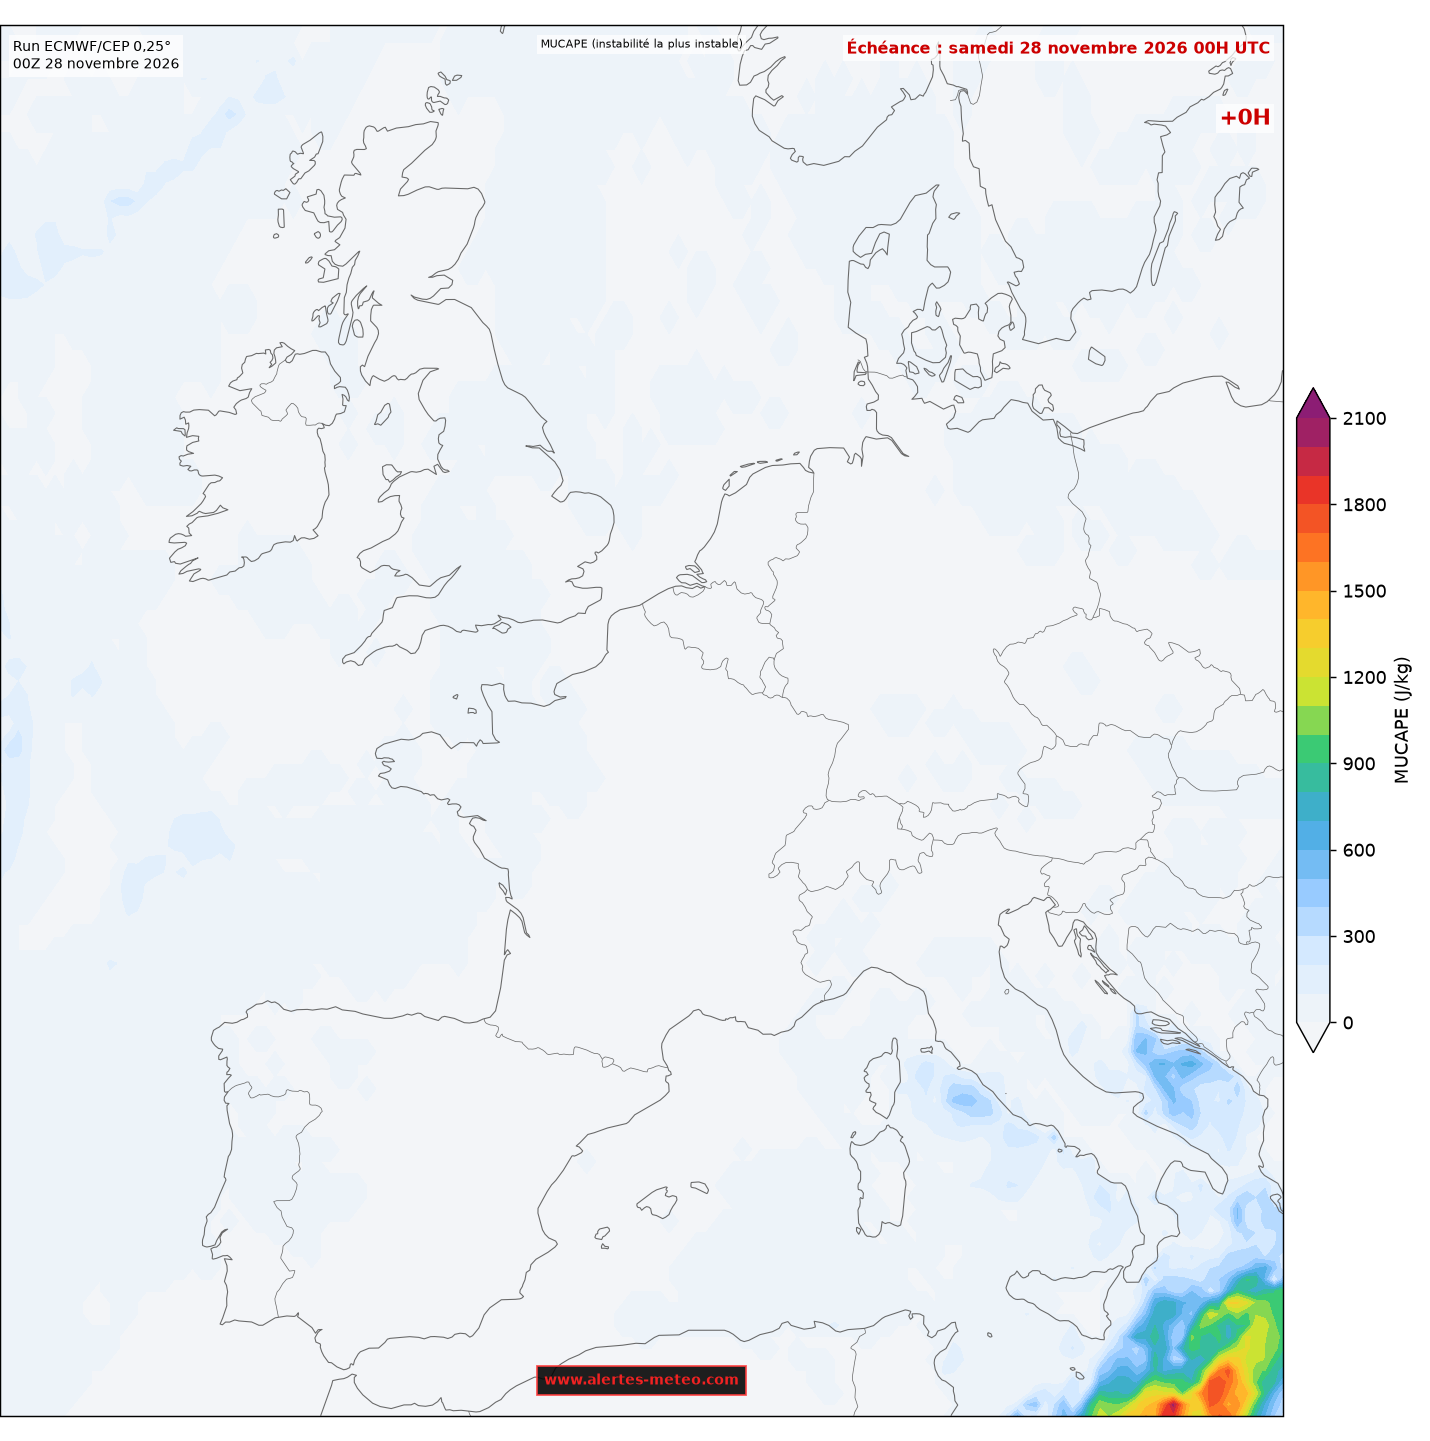 Run ECMWF/CEP 0,25°
00Z 28 novembre 2026
MUCAPE (instabilité la plus instable)
Échéance : samedi 28 novembre 2026 00H UTC
+0H
2100
1800
1500
1200
900
600
300
0
MUCAPE (J/kg)
www.alertes-meteo.com